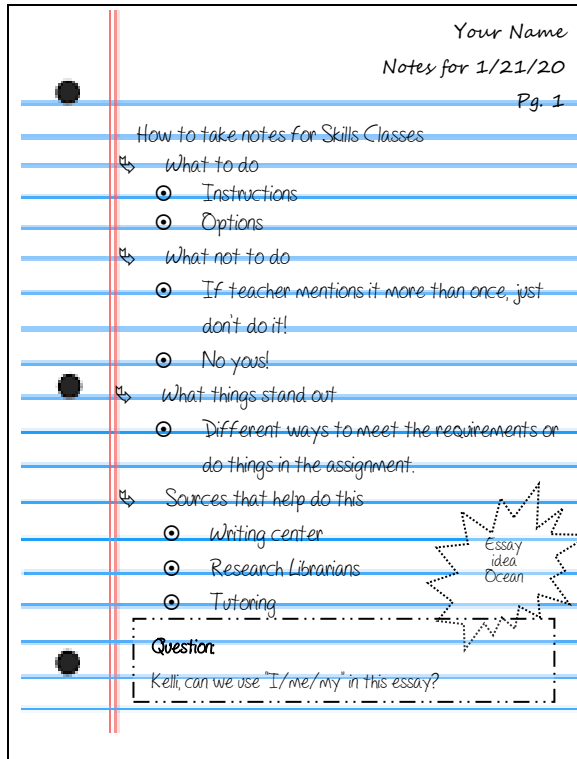 Your Name
Notes for 1/21/20
Pg. 1
How to take notes for Skills Classes
What to do
Instructions
Options
What not to do
If teacher mentions it more than once, just
don't do it!
No yous!
What things stand out
Different ways to meet the requirements or
do things in the assignment.
Sources that help do this
Writing center
Research Librarians
Tutoring
Essay
idea
Ocean
Question:
Kelli, can we use "I/me/my" in this essay?